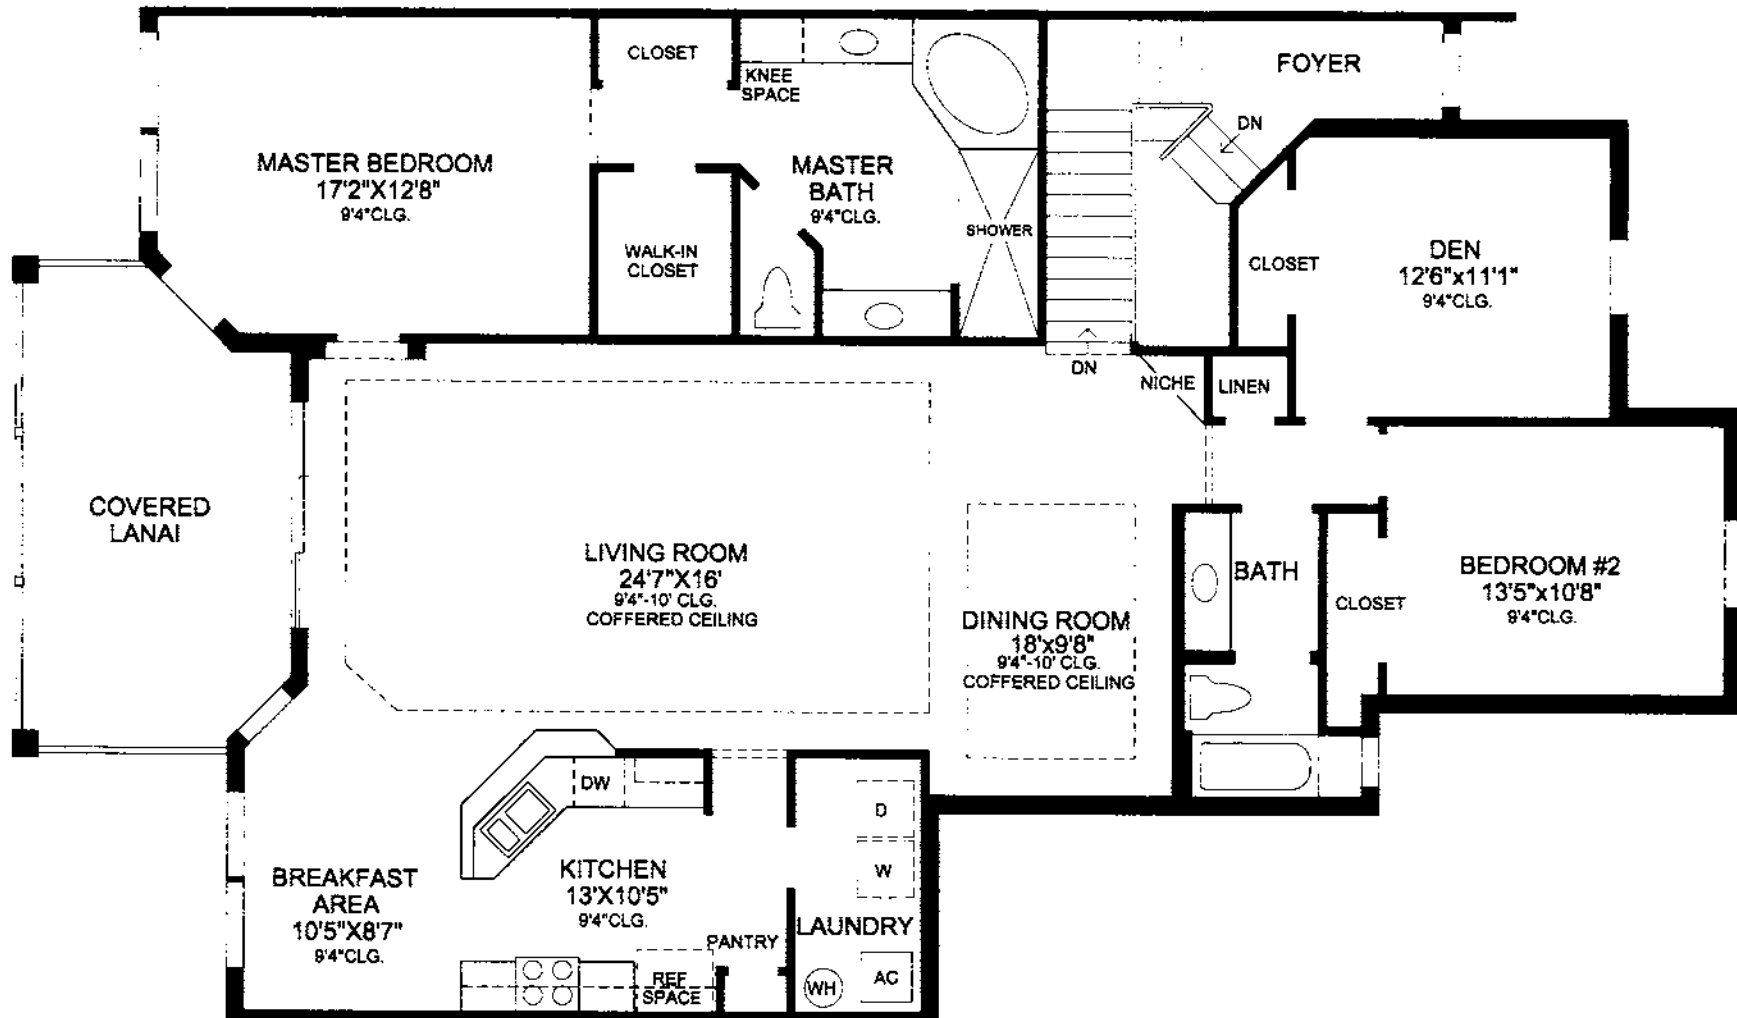 CLOSET
KNEE
SPACE
MASTER BEDROOM
17'2"X12'8"
9'4"CLG.
MASTER
BATH
9'4"CLG.
WALK-IN
CLOSET
SHOWER
FOYER
DN
CLOSET
DEN
12'6"x11'1"
9'4"CLG.
DN
NICHE
LINEN
COVERED
LANAI
LIVING ROOM
24'7"X16'
9'4"-10' CLG.
COFFERED CEILING
DINING ROOM
18'x9'8"
9'4"-10' CLG.
COFFERED CEILING
BATH
CLOSET
BEDROOM #2
13'5"x10'8"
9'4"CLG.
DW
D
W
BREAKFAST
AREA
10'5"X8'7"
9'4"CLG.
KITCHEN
13'X10'5"
9'4"CLG.
PANTRY
REF
SPACE
LAUNDRY
WH
AC